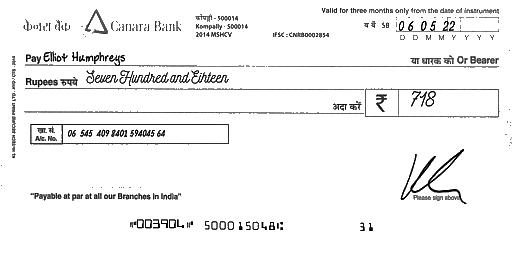 Valid for three months only from the date of instrument
केनरा बैंक Canara Bank
कोंपल्ली - 500014
Kompally - 500014
2014 MSHCV
IFSC : CNRB0002854
SB 06 05 22
D D M M Y Y Y Y
Pay Elliot Humphreys या धारक को Or Bearer
Rupees रुपये Seven Hundred and Eihteen
अदा करें ₹ 718
खा. सं.
A/c. No. 06 545 409 8401 594045 64
Please sign above
"Payable at par at all our Branches in India"
⑈003904⑈ 500015048⑆ 31